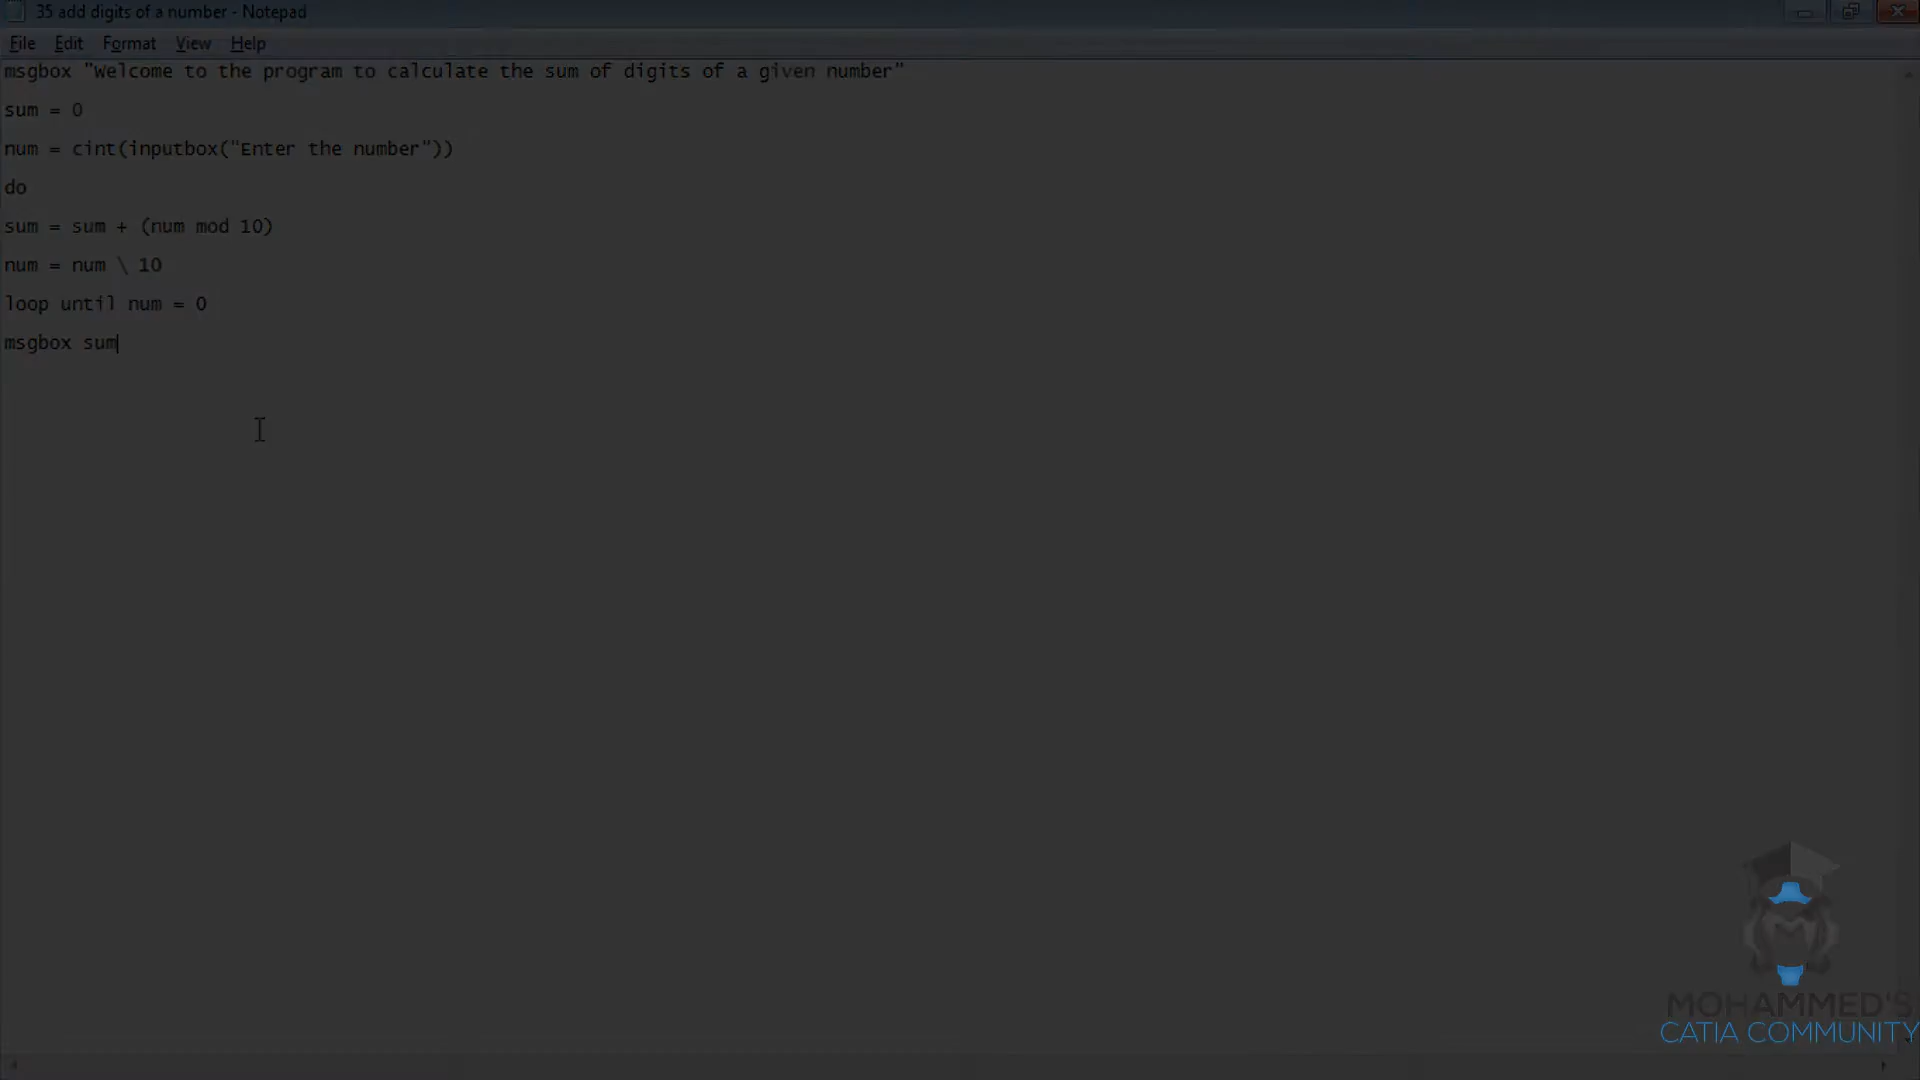 35 add digits of a number - Notepad
File Edit Format View Help
msgbox "Welcome to the program to calculate the sum of digits of a given number"
sum = 0
num = cint(inputbox("Enter the number"))
do
sum = sum + (num mod 10)
num = num \ 10
loop until num = 0
msgbox sum
MOHAMMED'S
CATIA COMMUNITY